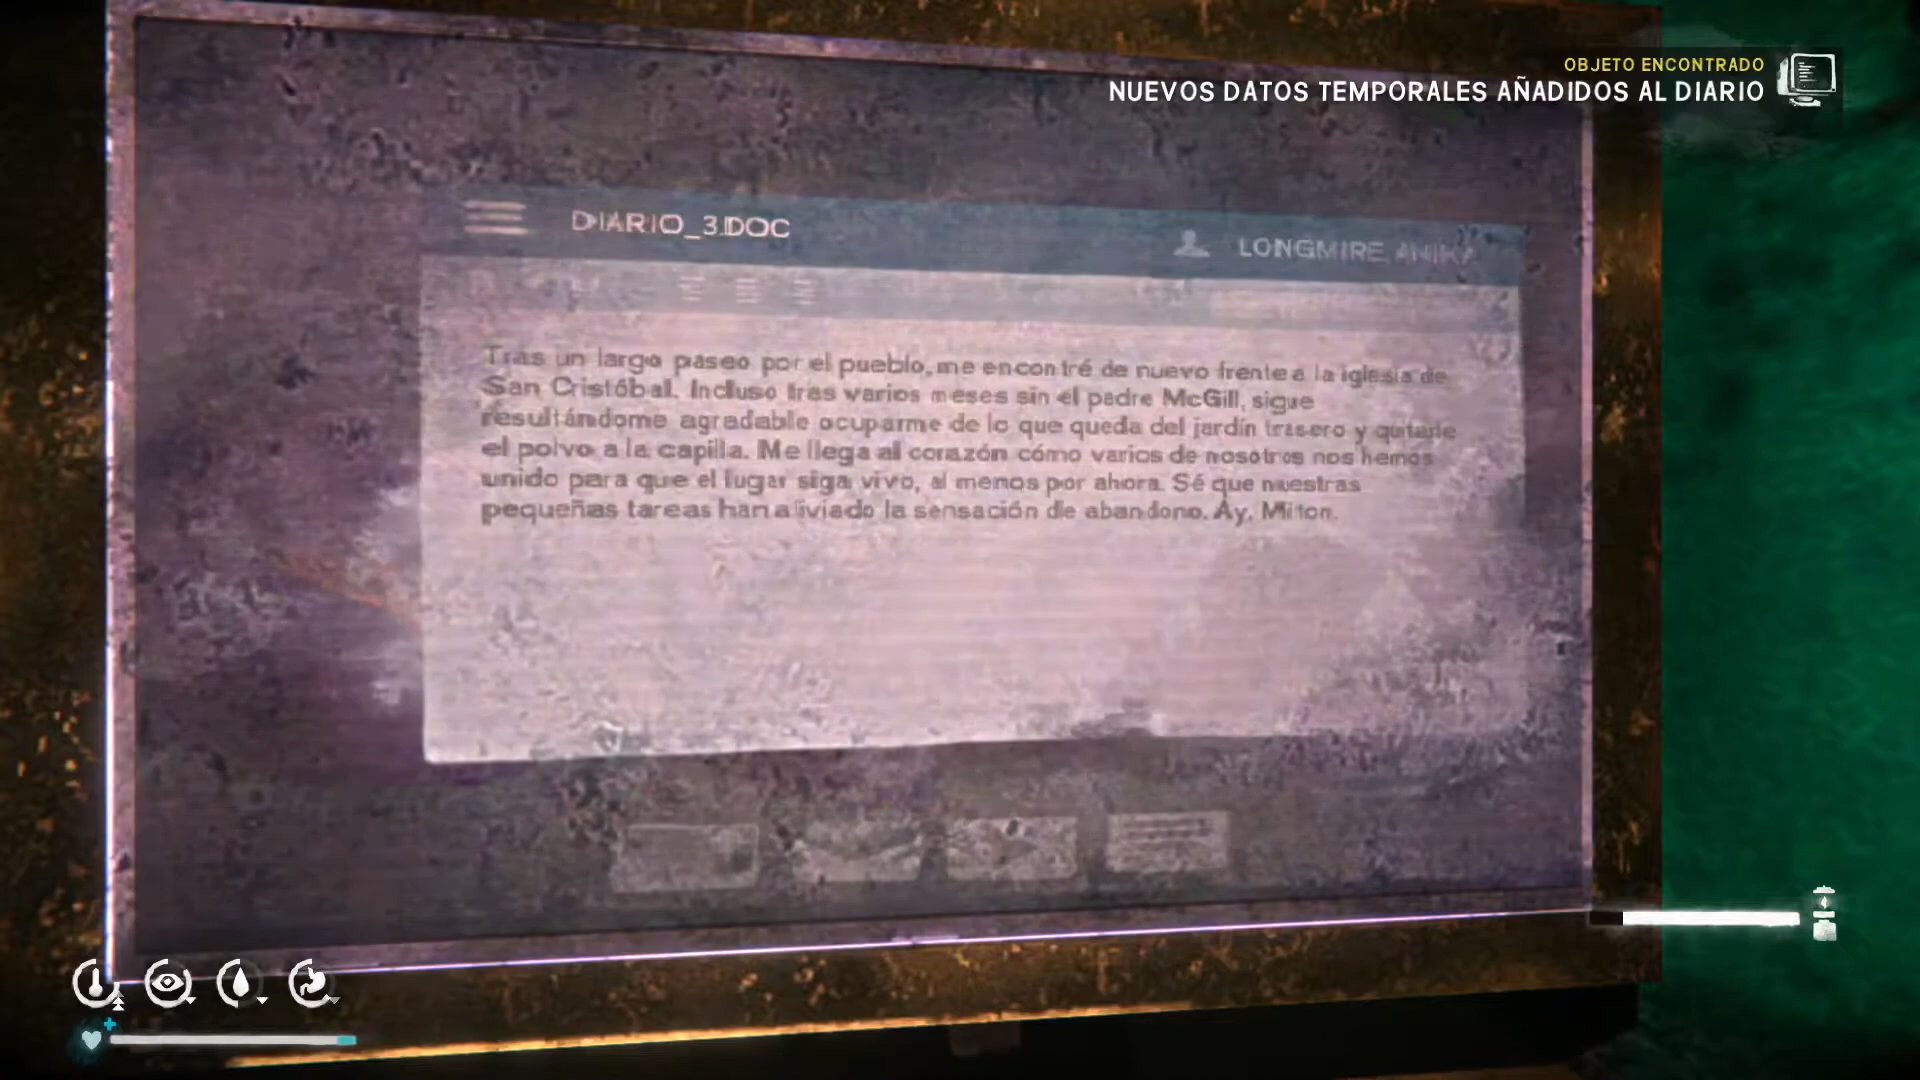 OBJETO ENCONTRADO
NUEVOS DATOS TEMPORALES AÑADIDOS AL DIARIO
DIARIO_3.DOC
LONGMIRE, ANIKA
Tras un largo paseo por el pueblo, me encontré de nuevo frente a la iglesia de
San Cristóbal. Incluso tras varios meses sin el padre McGill, sigue
resultándome agradable ocuparme de lo que queda del jardín trasero y quitarle
el polvo a la capilla. Me llega al corazón cómo varios de nosotros nos hemos
unido para que el lugar siga vivo, al menos por ahora. Sé que nuestras
pequeñas tareas han aliviado la sensación de abandono. Ay, Milton.